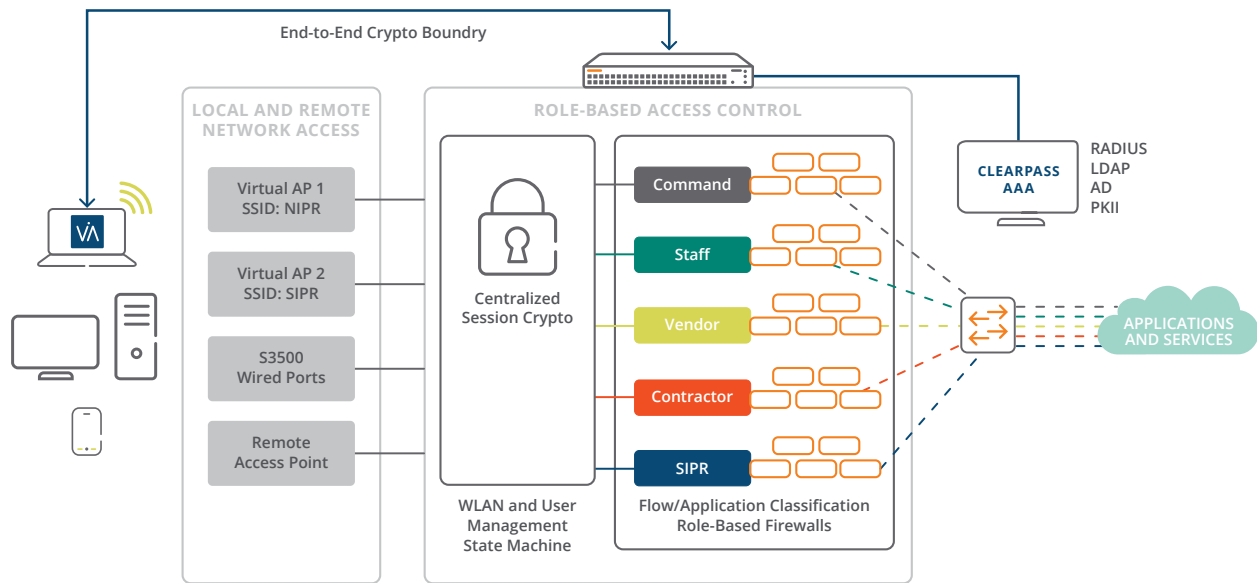 End-to-End Crypto Boundry
LOCAL AND REMOTE
NETWORK ACCESS
Virtual AP 1
SSID: NIPR
Virtual AP 2
SSID: SIPR
S3500
Wired Ports
Remote
Access Point
VIA
ROLE-BASED ACCESS CONTROL
Centralized
Session Crypto
WLAN and User
Management
State Machine
Command
Staff
Vendor
Contractor
SIPR
Flow/Application Classification
Role-Based Firewalls
CLEARPASS
AAA
RADIUS
LDAP
AD
PKII
APPLICATIONS
AND SERVICES